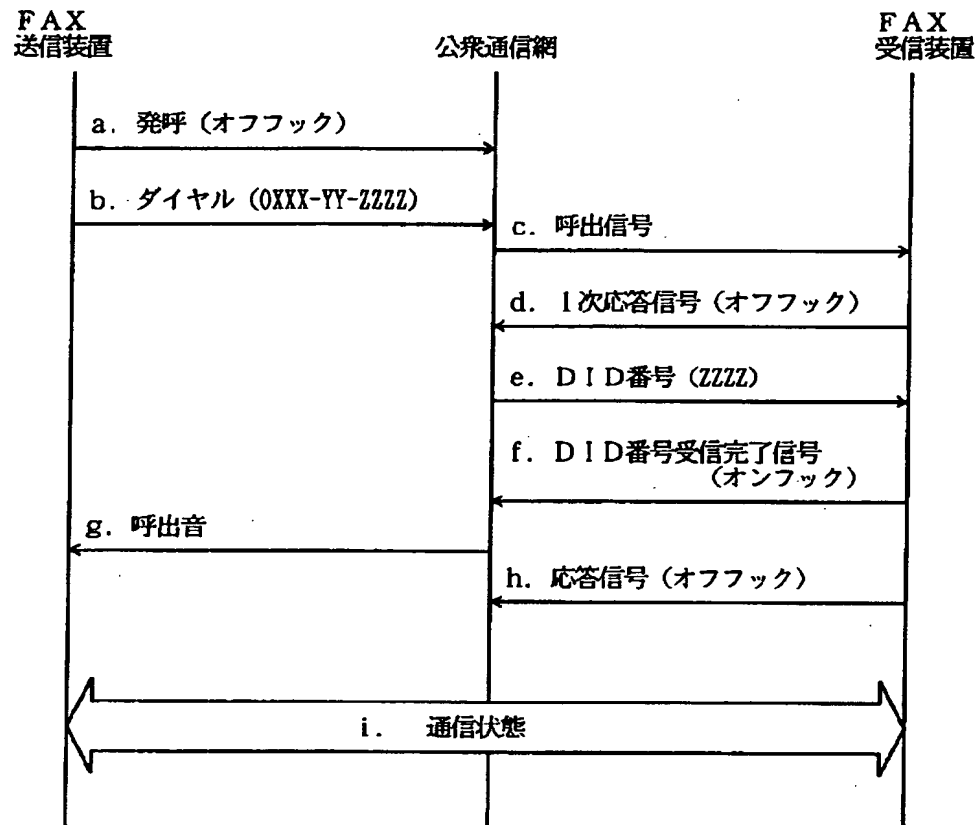 FAX
送信装置
公衆通信網
FAX
受信装置
a. 発呼（オフフック）
b. ダイヤル（0XXX-YY-ZZZZ）
c. 呼出信号
d. 1次応答信号（オフフック）
e. DID番号（ZZZZ）
f. DID番号受信完了信号
（オンフック）
g. 呼出音
h. 応答信号（オフフック）
i. 通信状態